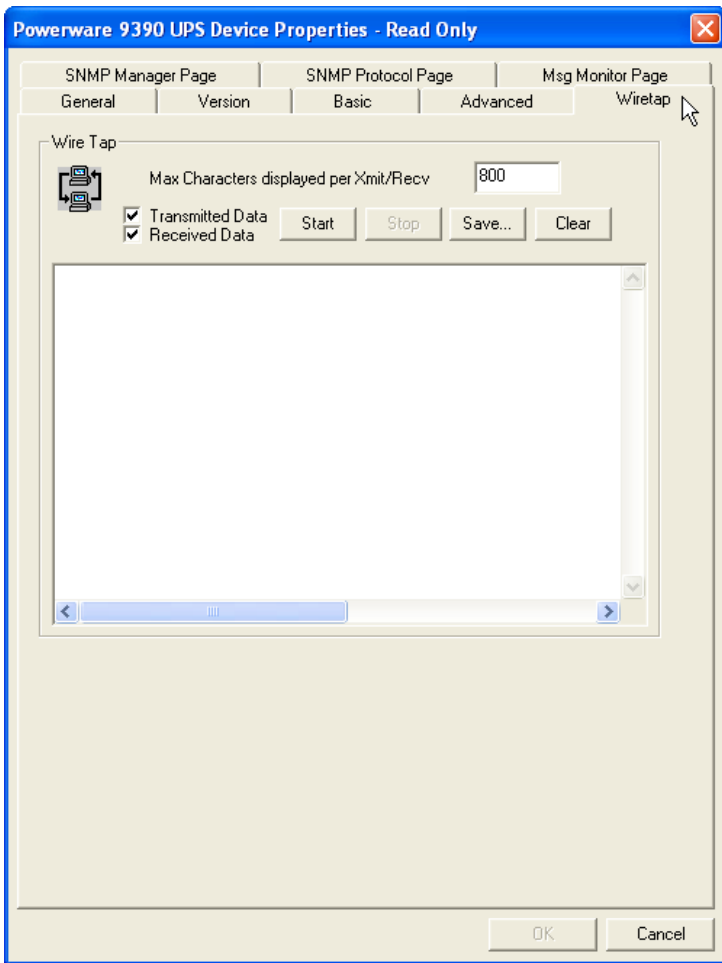 Powerware 9390 UPS Device Properties - Read Only
SNMP Manager Page
SNMP Protocol Page
Msg Monitor Page
General
Version
Basic
Advanced
Wiretap
Wire Tap
Max Characters displayed per Xmit/Recv
800
Transmitted Data
Received Data
Start
Stop
Save...
Clear
OK
Cancel